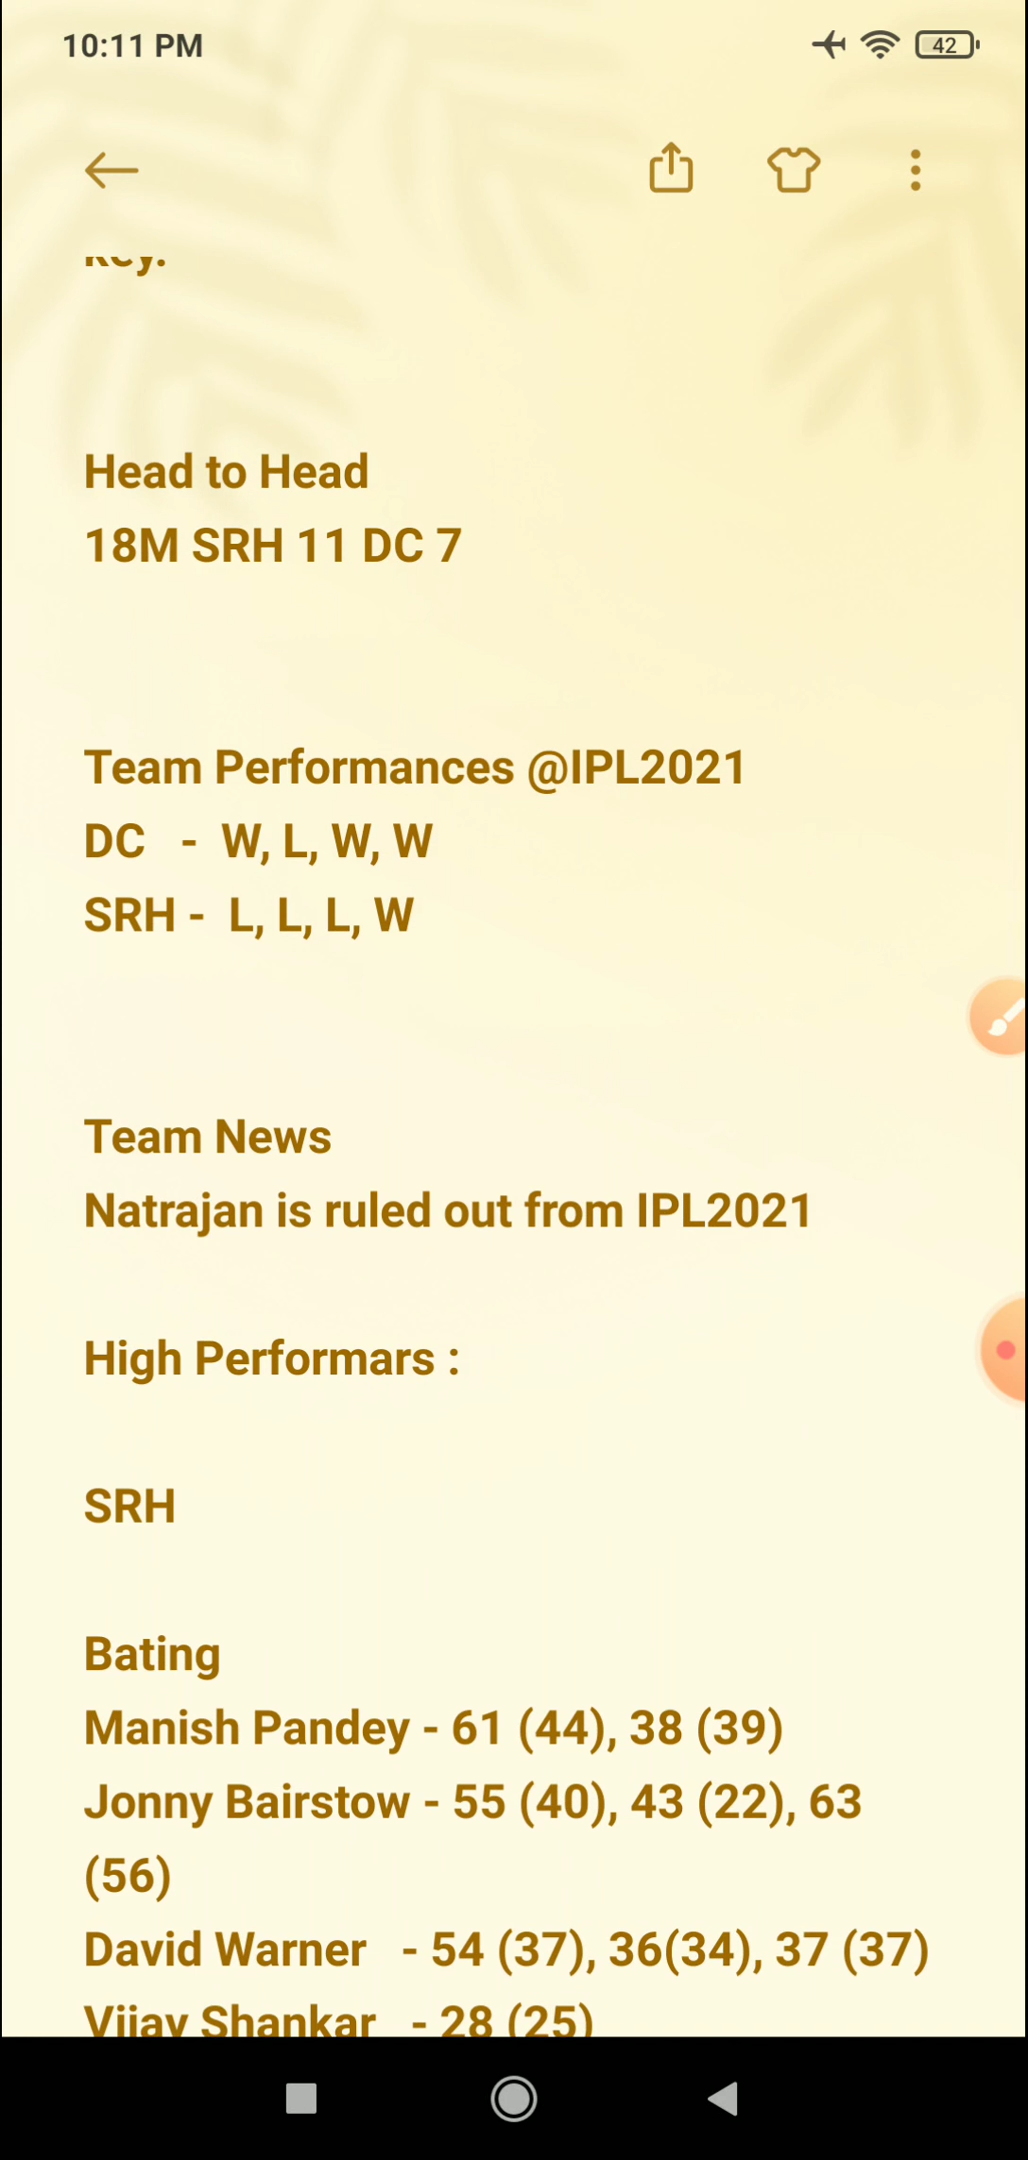 10:11 PM
42
key.
Head to Head
18M SRH 11 DC 7
Team Performances @IPL2021
DC - W, L, W, W
SRH - L, L, L, W
Team News
Natrajan is ruled out from IPL2021
High Performars :
SRH
Bating
Manish Pandey - 61 (44), 38 (39)
Jonny Bairstow - 55 (40), 43 (22), 63
(56)
David Warner - 54 (37), 36(34), 37 (37)
Vijay Shankar - 28 (25)